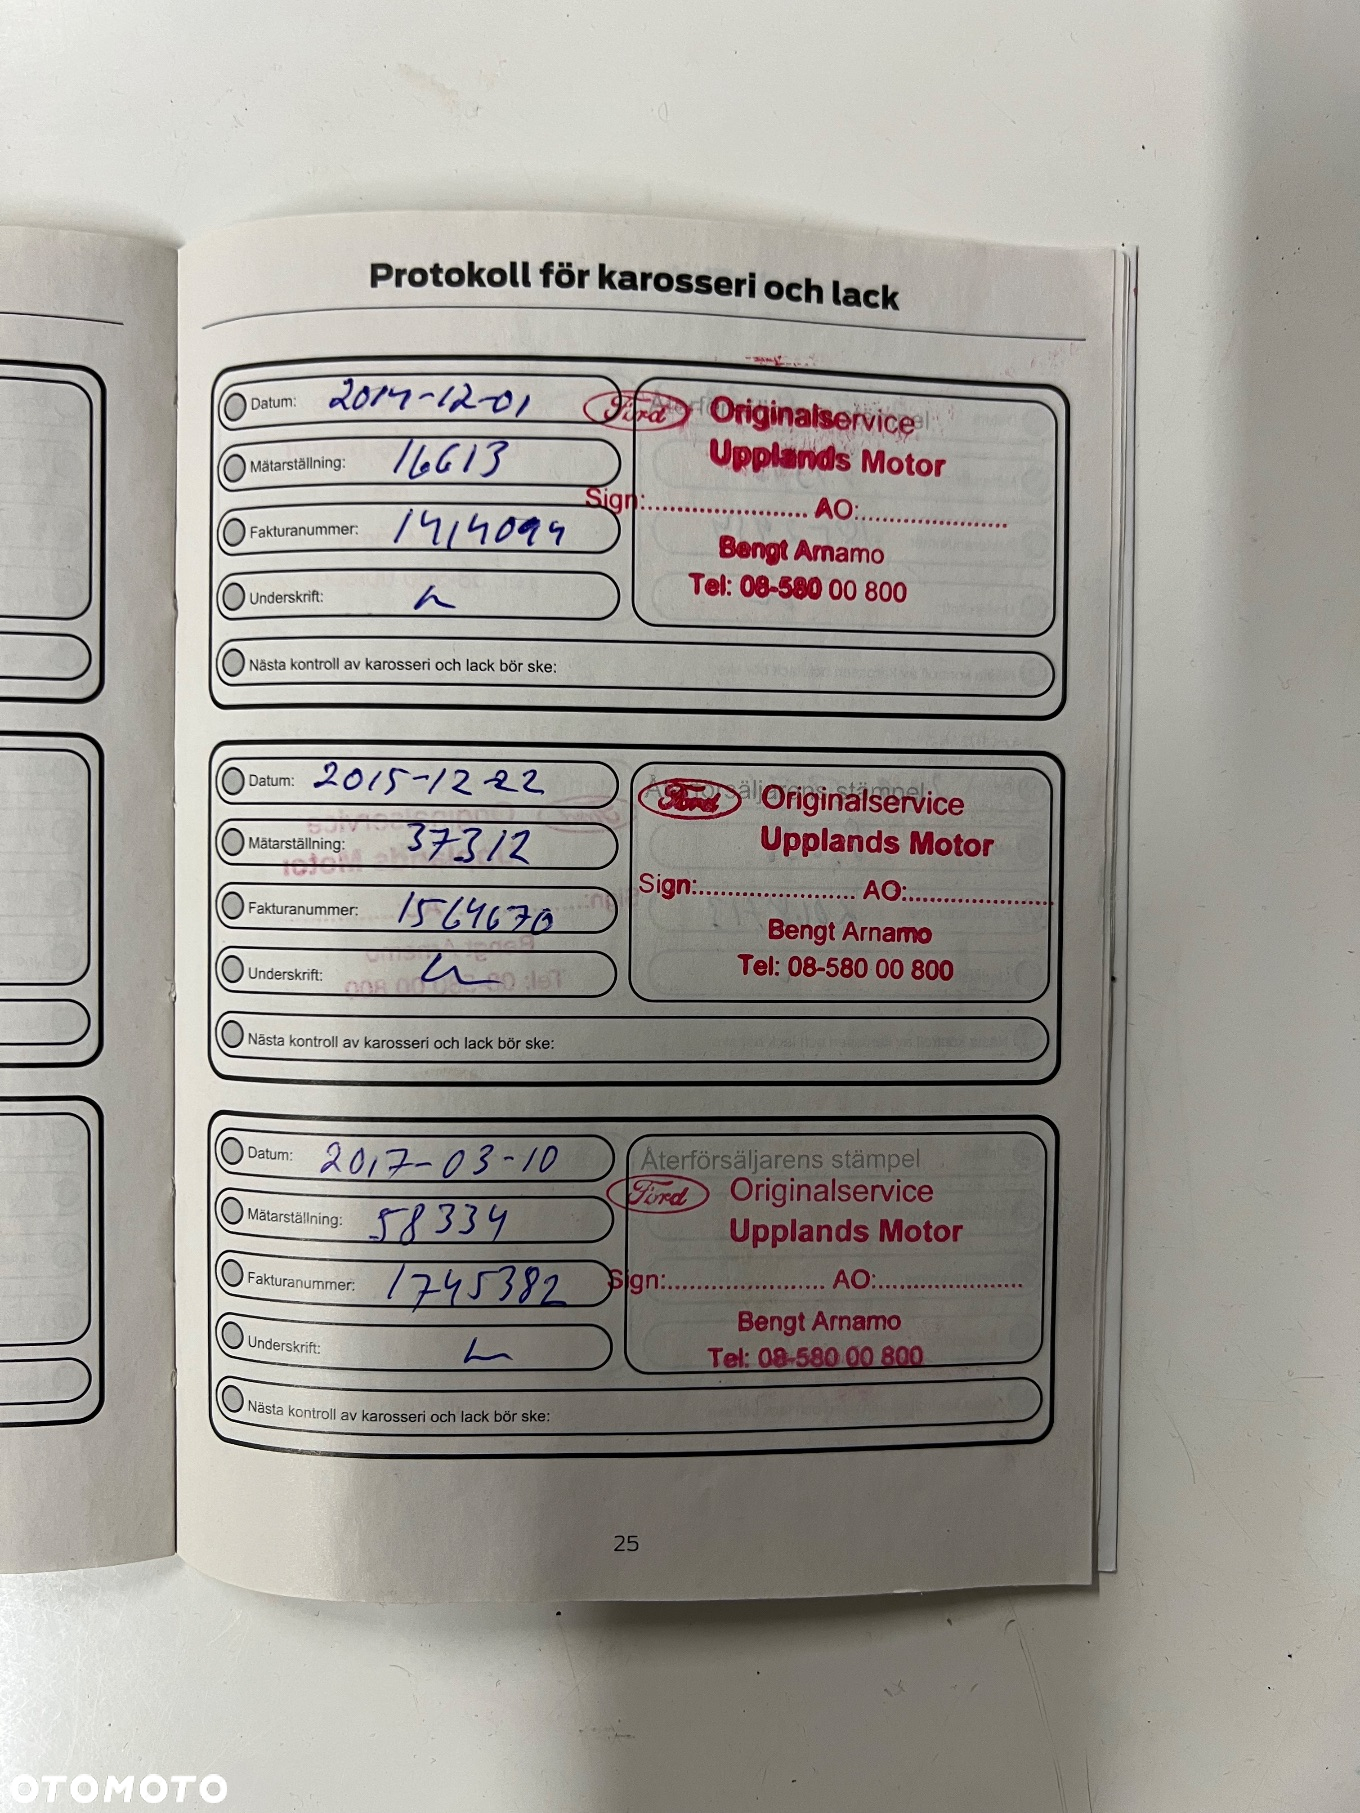 Protokoll för karosseri och lack
Datum: 2014-12-01
Mätarställning: 16613
Fakturanummer: 1414094
Underskrift:
Ford Originalservice
Upplands Motor
Sign:........................ AO:......................
Bengt Arnamo
Tel: 08-580 00 800
Nästa kontroll av karosseri och lack bör ske:
Datum: 2015-12-22
Mätarställning: 37312
Fakturanummer: 1564670
Underskrift:
Återförsäljarens stämpel
Ford Originalservice
Upplands Motor
Sign:........................ AO:......................
Bengt Arnamo
Tel: 08-580 00 800
Nästa kontroll av karosseri och lack bör ske:
Datum: 2017-03-10
Mätarställning: 58334
Fakturanummer: 1745382
Underskrift:
Återförsäljarens stämpel
Ford Originalservice
Upplands Motor
Sign:........................ AO:......................
Bengt Arnamo
Tel: 08-580 00 800
Nästa kontroll av karosseri och lack bör ske:
25
OTOMOTO